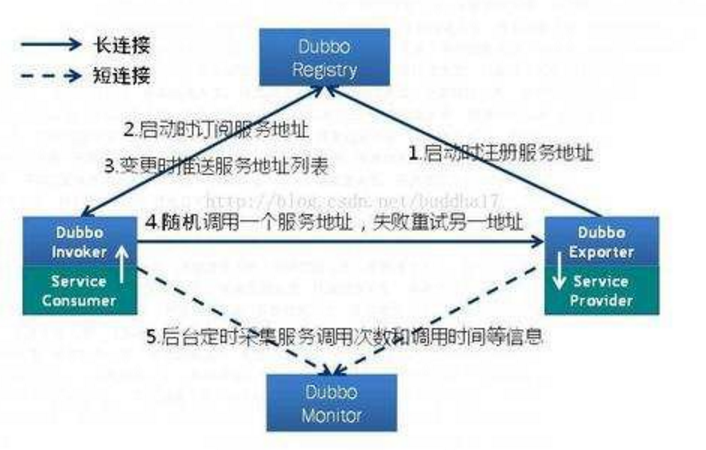 长连接
短连接
Dubbo
Registry
2.启动时订阅服务地址
1.启动时注册服务地址
3.变更时推送服务地址列表
http://blog.csdn.net/buddha17
4.随机调用一个服务地址，失败重试另一地址
Dubbo
Invoker
Service
Consumer
Dubbo
Exporter
Service
Provider
5.后台定时采集服务调用次数和调用时间等信息
Dubbo
Monitor